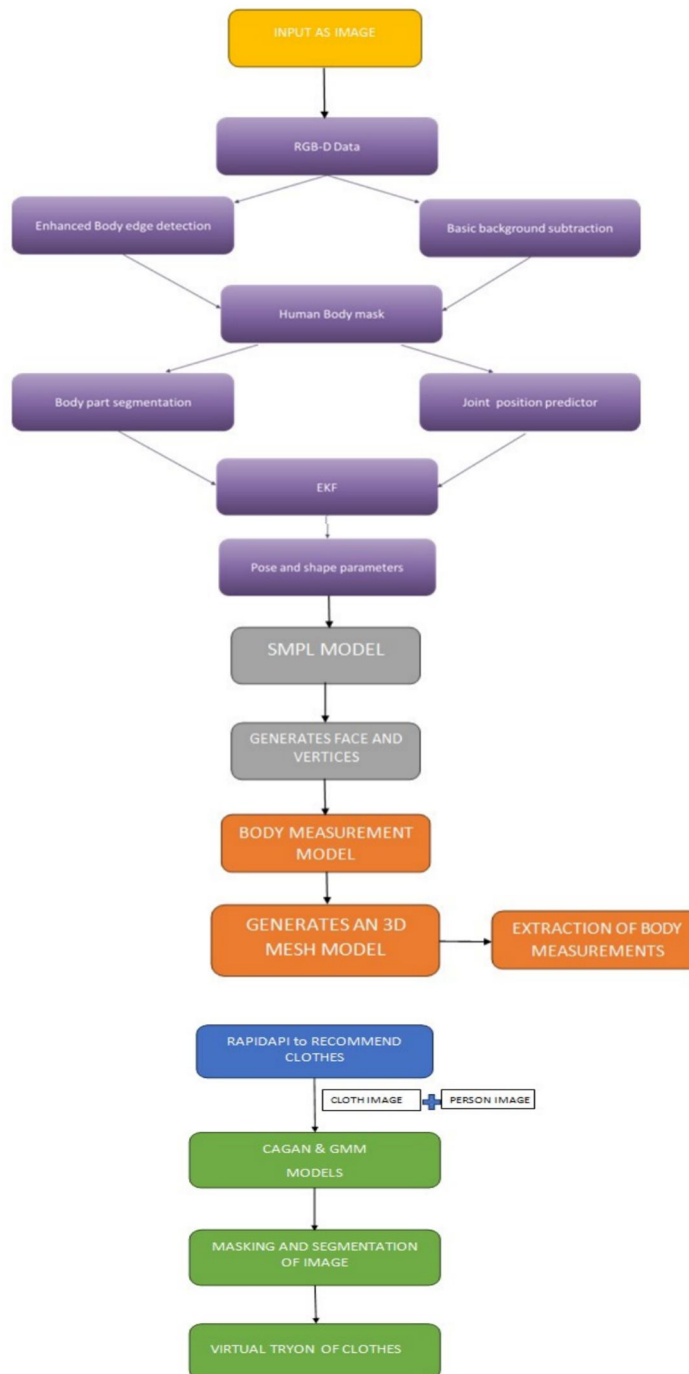 INPUT AS IMAGE
RGB-D Data
Enhanced Body edge detection
Basic background subtraction
Human Body mask
Body part segmentation
Joint position predictor
EKF
Pose and shape parameters
SMPL MODEL
GENERATES FACE AND
VERTICES
BODY MEASUREMENT
MODEL
GENERATES AN 3D
MESH MODEL
EXTRACTION OF BODY
MEASUREMENTS
RAPIDAPI to RECOMMEND
CLOTHES
CLOTH IMAGE
PERSON IMAGE
CAGAN & GMM
MODELS
MASKING AND SEGMENTATION
OF IMAGE
VIRTUAL TRYON OF CLOTHES